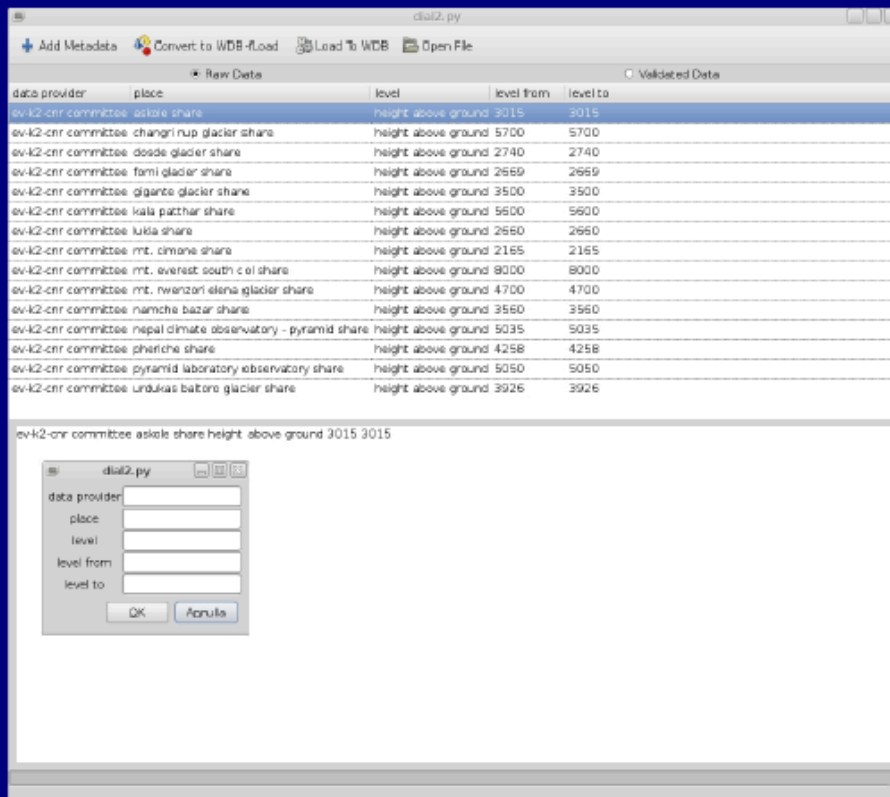 dial2.py
Add Metadata Convert to WDB-fLoad Load To WDB Open File
Raw Data Validated Data
data provider place level level from level to
ev-k2-cnr committee askole share height above ground 3015 3015
ev-k2-cnr committee changri nup glacier share height above ground 5700 5700
ev-k2-cnr committee dosde glacier share height above ground 2740 2740
ev-k2-cnr committee forni glacier share height above ground 2669 2669
ev-k2-cnr committee gigante glacier share height above ground 3500 3500
ev-k2-cnr committee kala patthar share height above ground 5600 5600
ev-k2-cnr committee lukla share height above ground 2660 2660
ev-k2-cnr committee mt. cimone share height above ground 2165 2165
ev-k2-cnr committee mt. everest south col share height above ground 8000 8000
ev-k2-cnr committee mt. rwenzori elena glacier share height above ground 4700 4700
ev-k2-cnr committee namche bazar share height above ground 3560 3560
ev-k2-cnr committee nepal climate observatory - pyramid share height above ground 5035 5035
ev-k2-cnr committee pheriche share height above ground 4258 4258
ev-k2-cnr committee pyramid laboratory observatory share height above ground 5050 5050
ev-k2-cnr committee urdukas baltoro glacier share height above ground 3926 3926
ev-k2-cnr committee askole share height above ground 3015 3015
dial2.py
data provider
place
level
level from
level to
OK Annulla